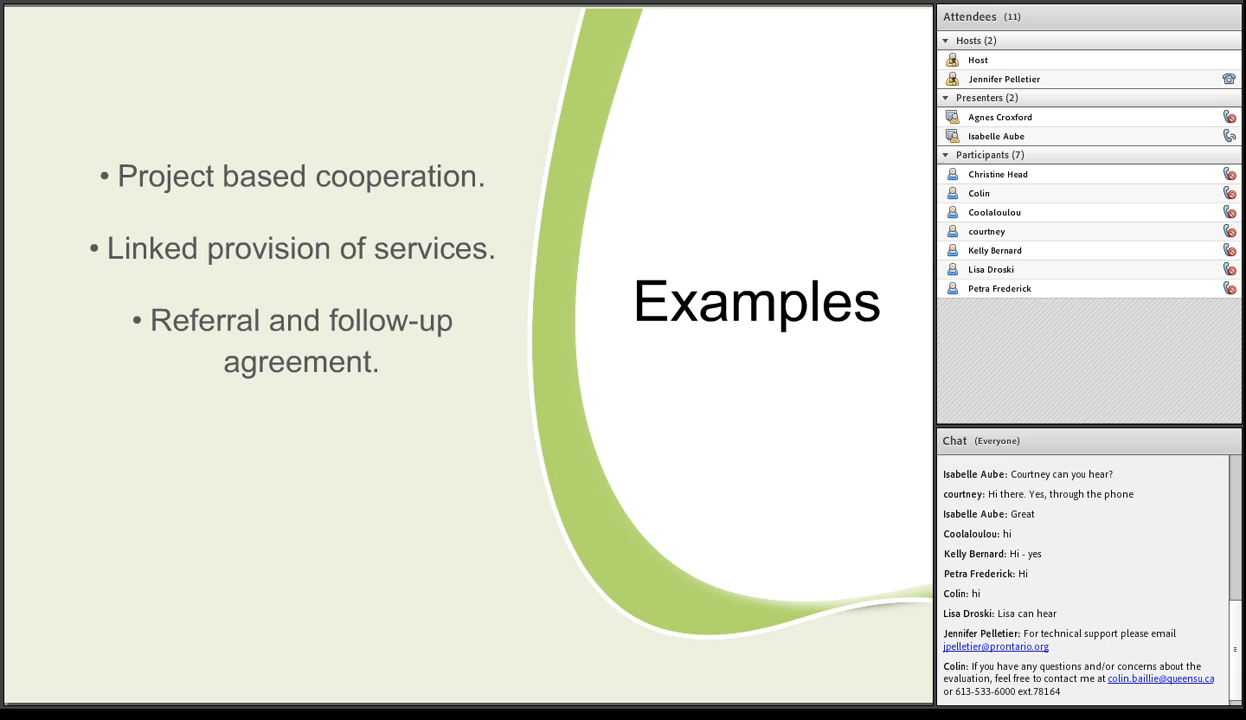 • Project based cooperation.
• Linked provision of services.
• Referral and follow-up
agreement.
Examples
Attendees (11)
Hosts (2)
Host
Jennifer Pelletier
Presenters (2)
Agnes Croxford
Isabelle Aube
Participants (7)
Christine Head
Colin
Coolaloulou
courtney
Kelly Bernard
Lisa Droski
Petra Frederick
Chat (Everyone)
Isabelle Aube: Courtney can you hear?
courtney: Hi there. Yes, through the phone
Isabelle Aube: Great
Coolaloulou: hi
Kelly Bernard: Hi - yes
Petra Frederick: Hi
Colin: hi
Lisa Droski: Lisa can hear
Jennifer Pelletier: For technical support please email
jpelletier@prontario.org
Colin: If you have any questions and/or concerns about the
evaluation, feel free to contact me at colin.baillie@queensu.ca
or 613-533-6000 ext.78164